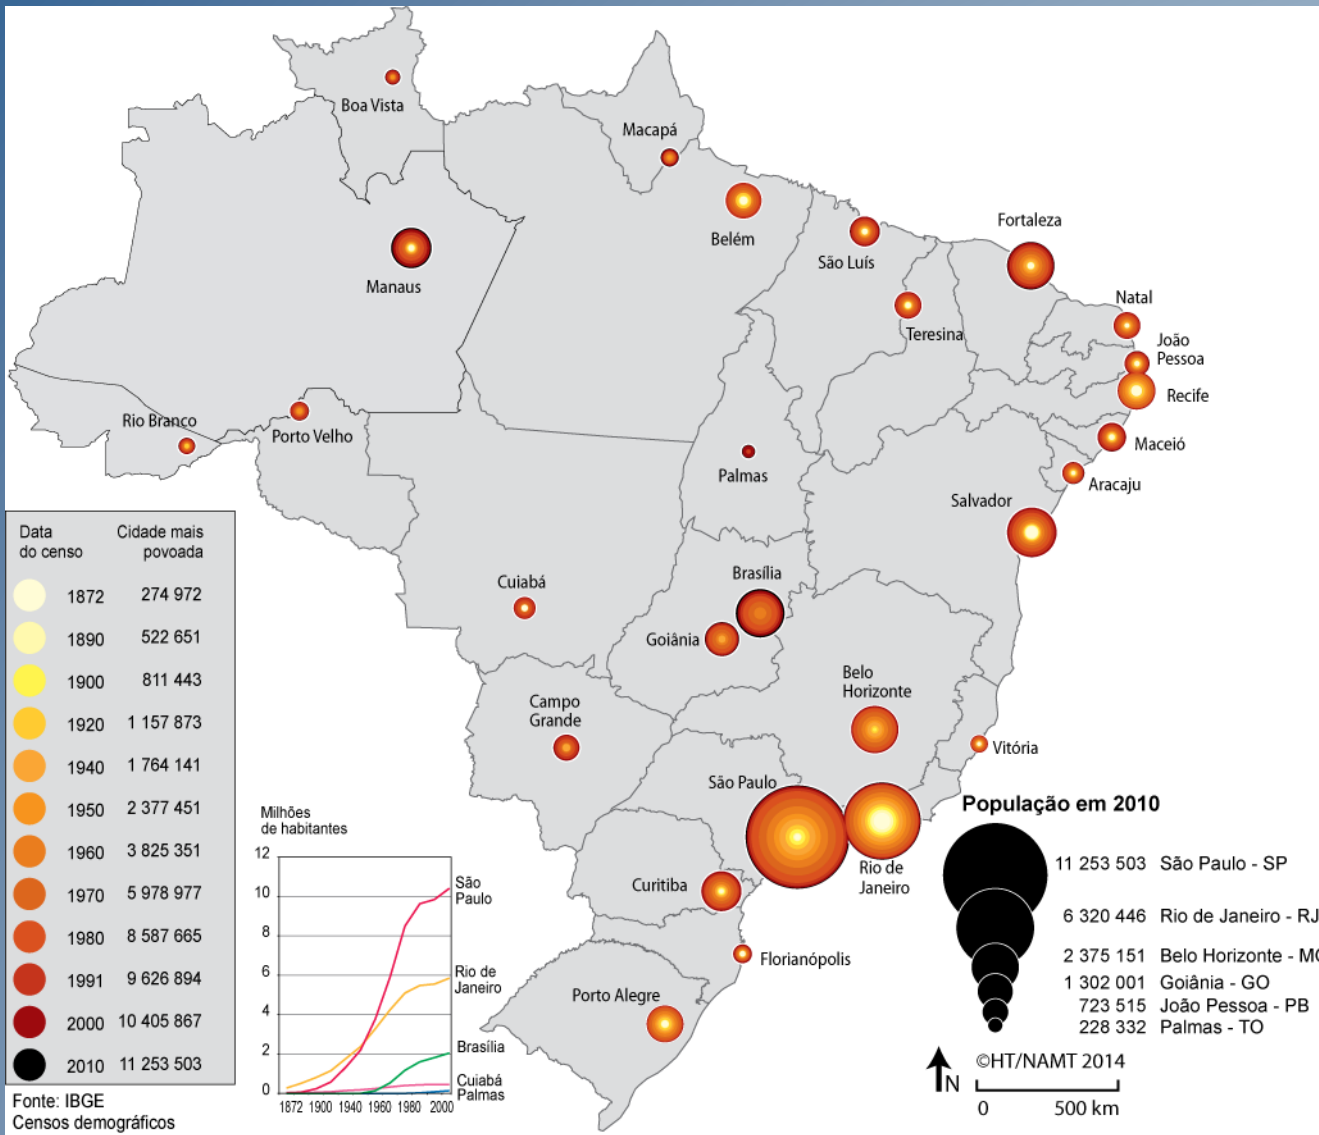 Boa Vista
Macapá
Belém
São Luís
Fortaleza
Manaus
Teresina
Natal
João
Pessoa
Recife
Rio Branco
Porto Velho
Maceió
Palmas
Aracaju
Salvador
Cuiabá
Brasília
Goiânia
Belo
Horizonte
Campo
Grande
Vitória
São Paulo
Rio de
Janeiro
Curitiba
Florianópolis
Porto Alegre
Data
do censo
Cidade mais
povoada
1872 274 972
1890 522 651
1900 811 443
1920 1 157 873
1940 1 764 141
1950 2 377 451
1960 3 825 351
1970 5 978 977
1980 8 587 665
1991 9 626 894
2000 10 405 867
2010 11 253 503
Fonte: IBGE
Censos demográficos
Milhões
de habitantes
12
10
8
6
4
2
0
1872 1900 1940 1960 1980 2000
São
Paulo
Rio de
Janeiro
Brasília
Cuiabá
Palmas
População em 2010
11 253 503 São Paulo - SP
6 320 446 Rio de Janeiro - RJ
2 375 151 Belo Horizonte - MG
1 302 001 Goiânia - GO
723 515 João Pessoa - PB
228 332 Palmas - TO
©HT/NAMT 2014
N
0 500 km